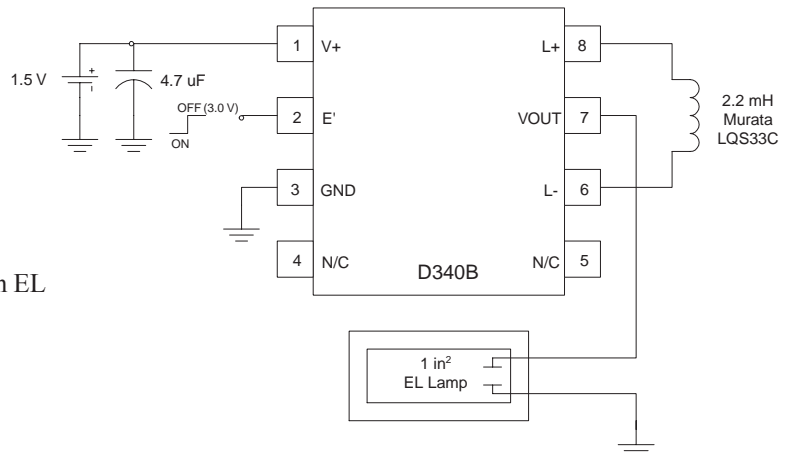 1 V+
L+ 8
1.5 V
+
–
4.7 uF
OFF (3.0 V)
ON
2 E'
VOUT 7
2.2 mH
Murata
LQS33C
3 GND
L- 6
4 N/C
N/C 5
D340B
EL
1 in²
EL Lamp